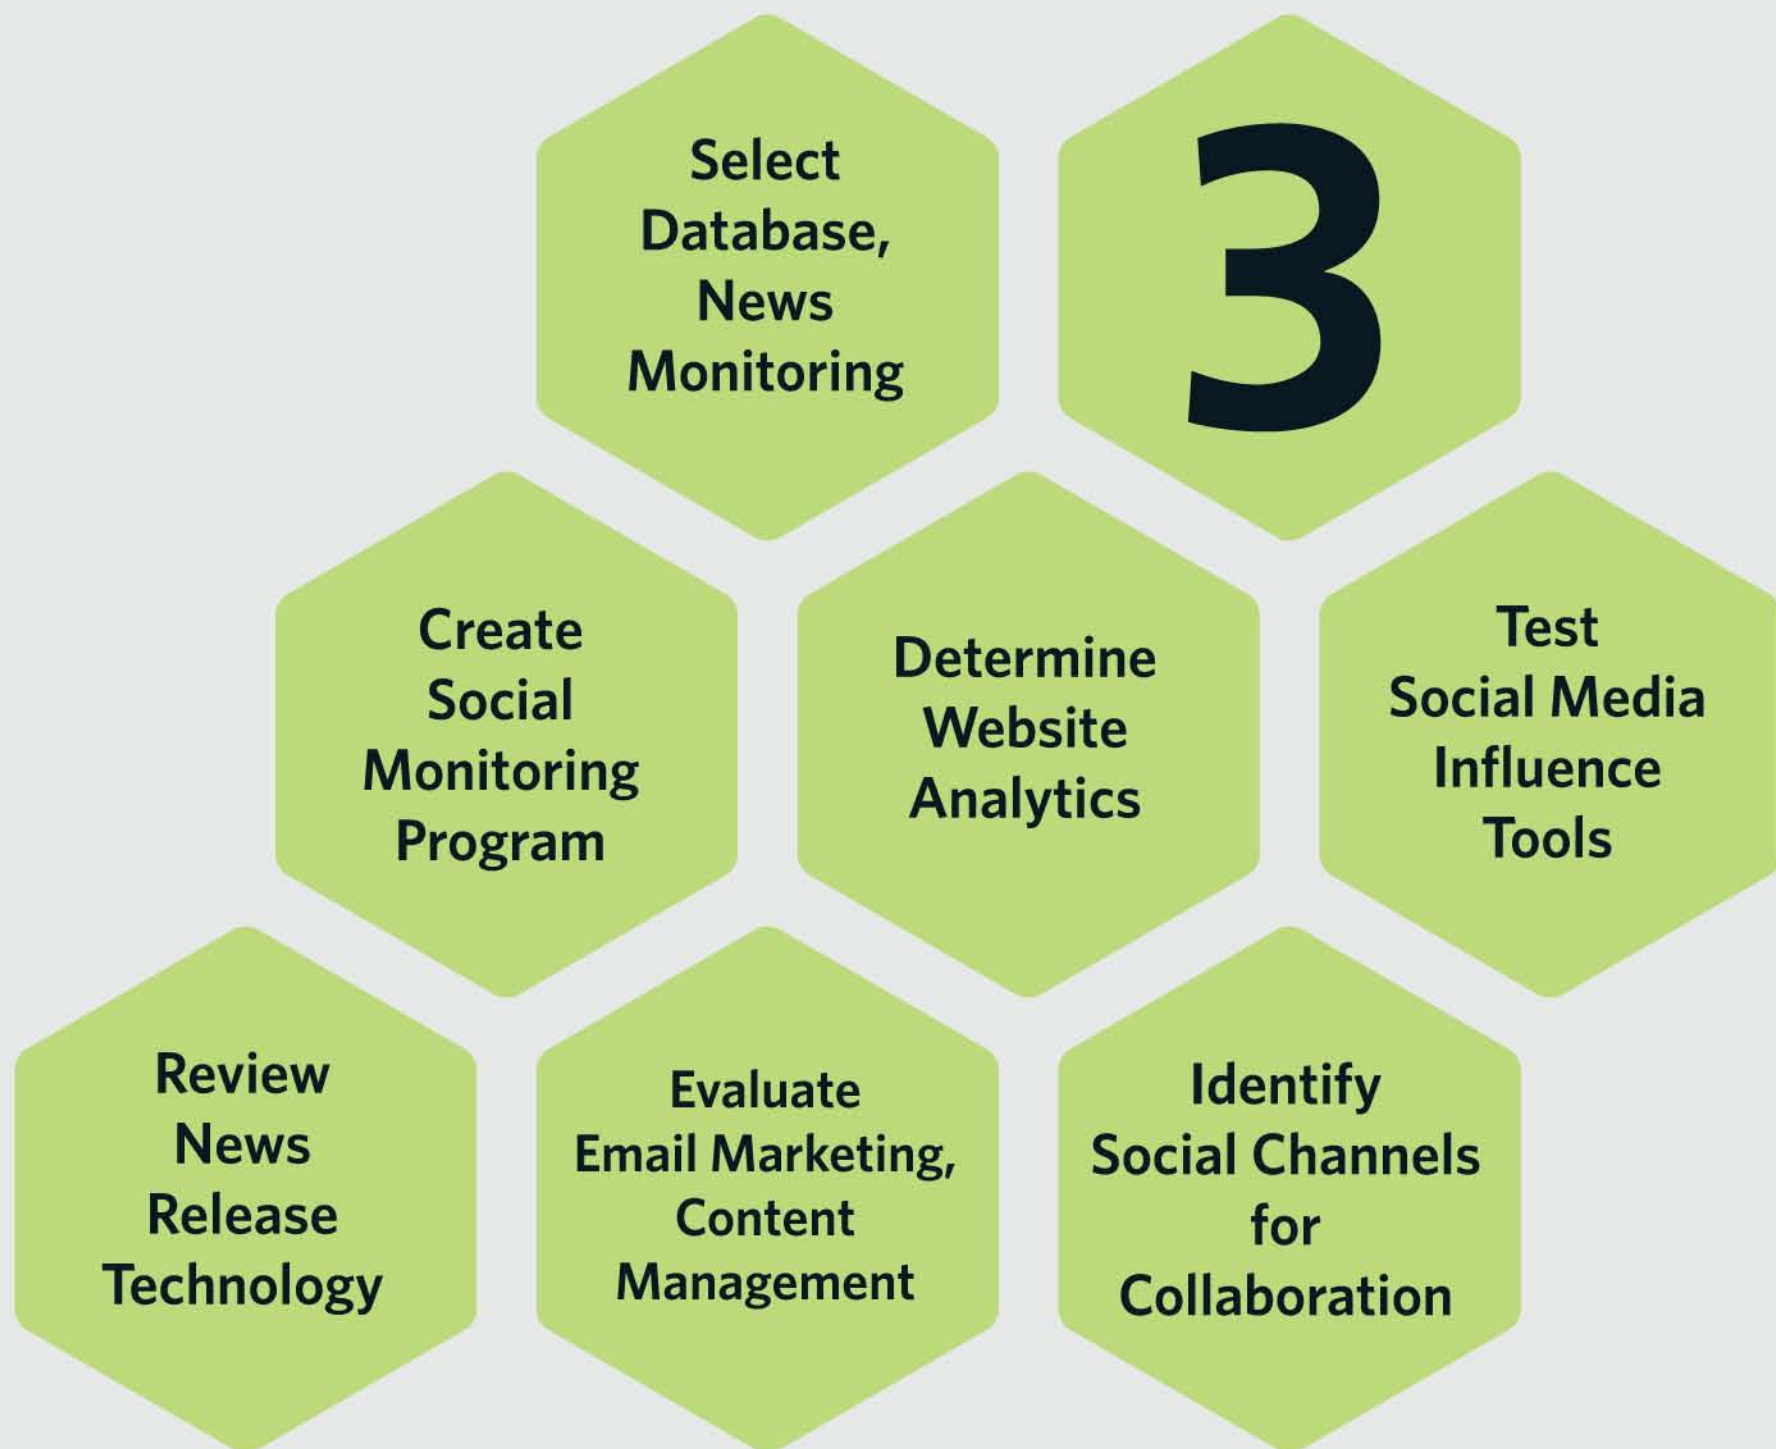 Select
Database,
News
Monitoring
3
Create
Social
Monitoring
Program
Determine
Website
Analytics
Test
Social Media
Influence
Tools
Review
News
Release
Technology
Evaluate
Email Marketing,
Content
Management
Identify
Social Channels
for
Collaboration